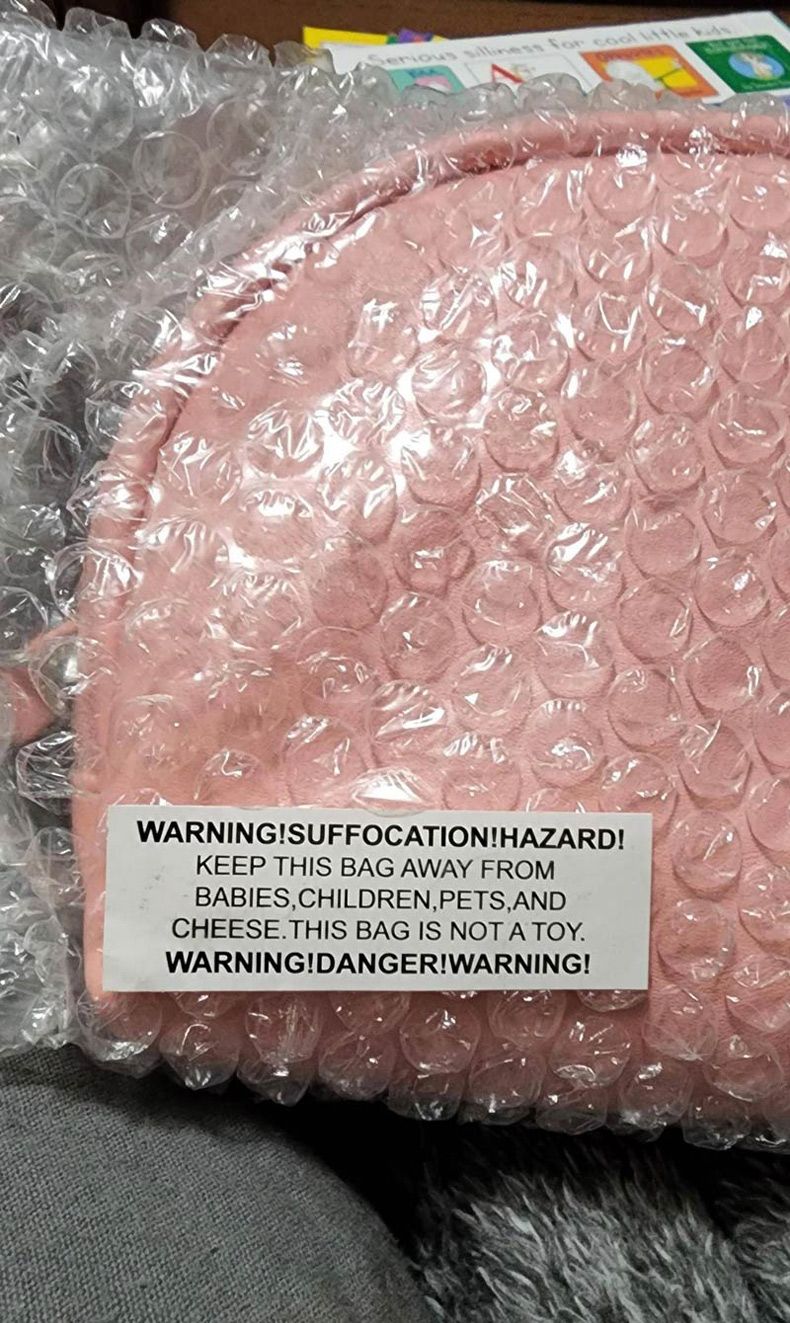 Serious silliness for cool little kids
WARNING!SUFFOCATION!HAZARD!
KEEP THIS BAG AWAY FROM
BABIES,CHILDREN,PETS,AND
CHEESE.THIS BAG IS NOT A TOY.
WARNING!DANGER!WARNING!